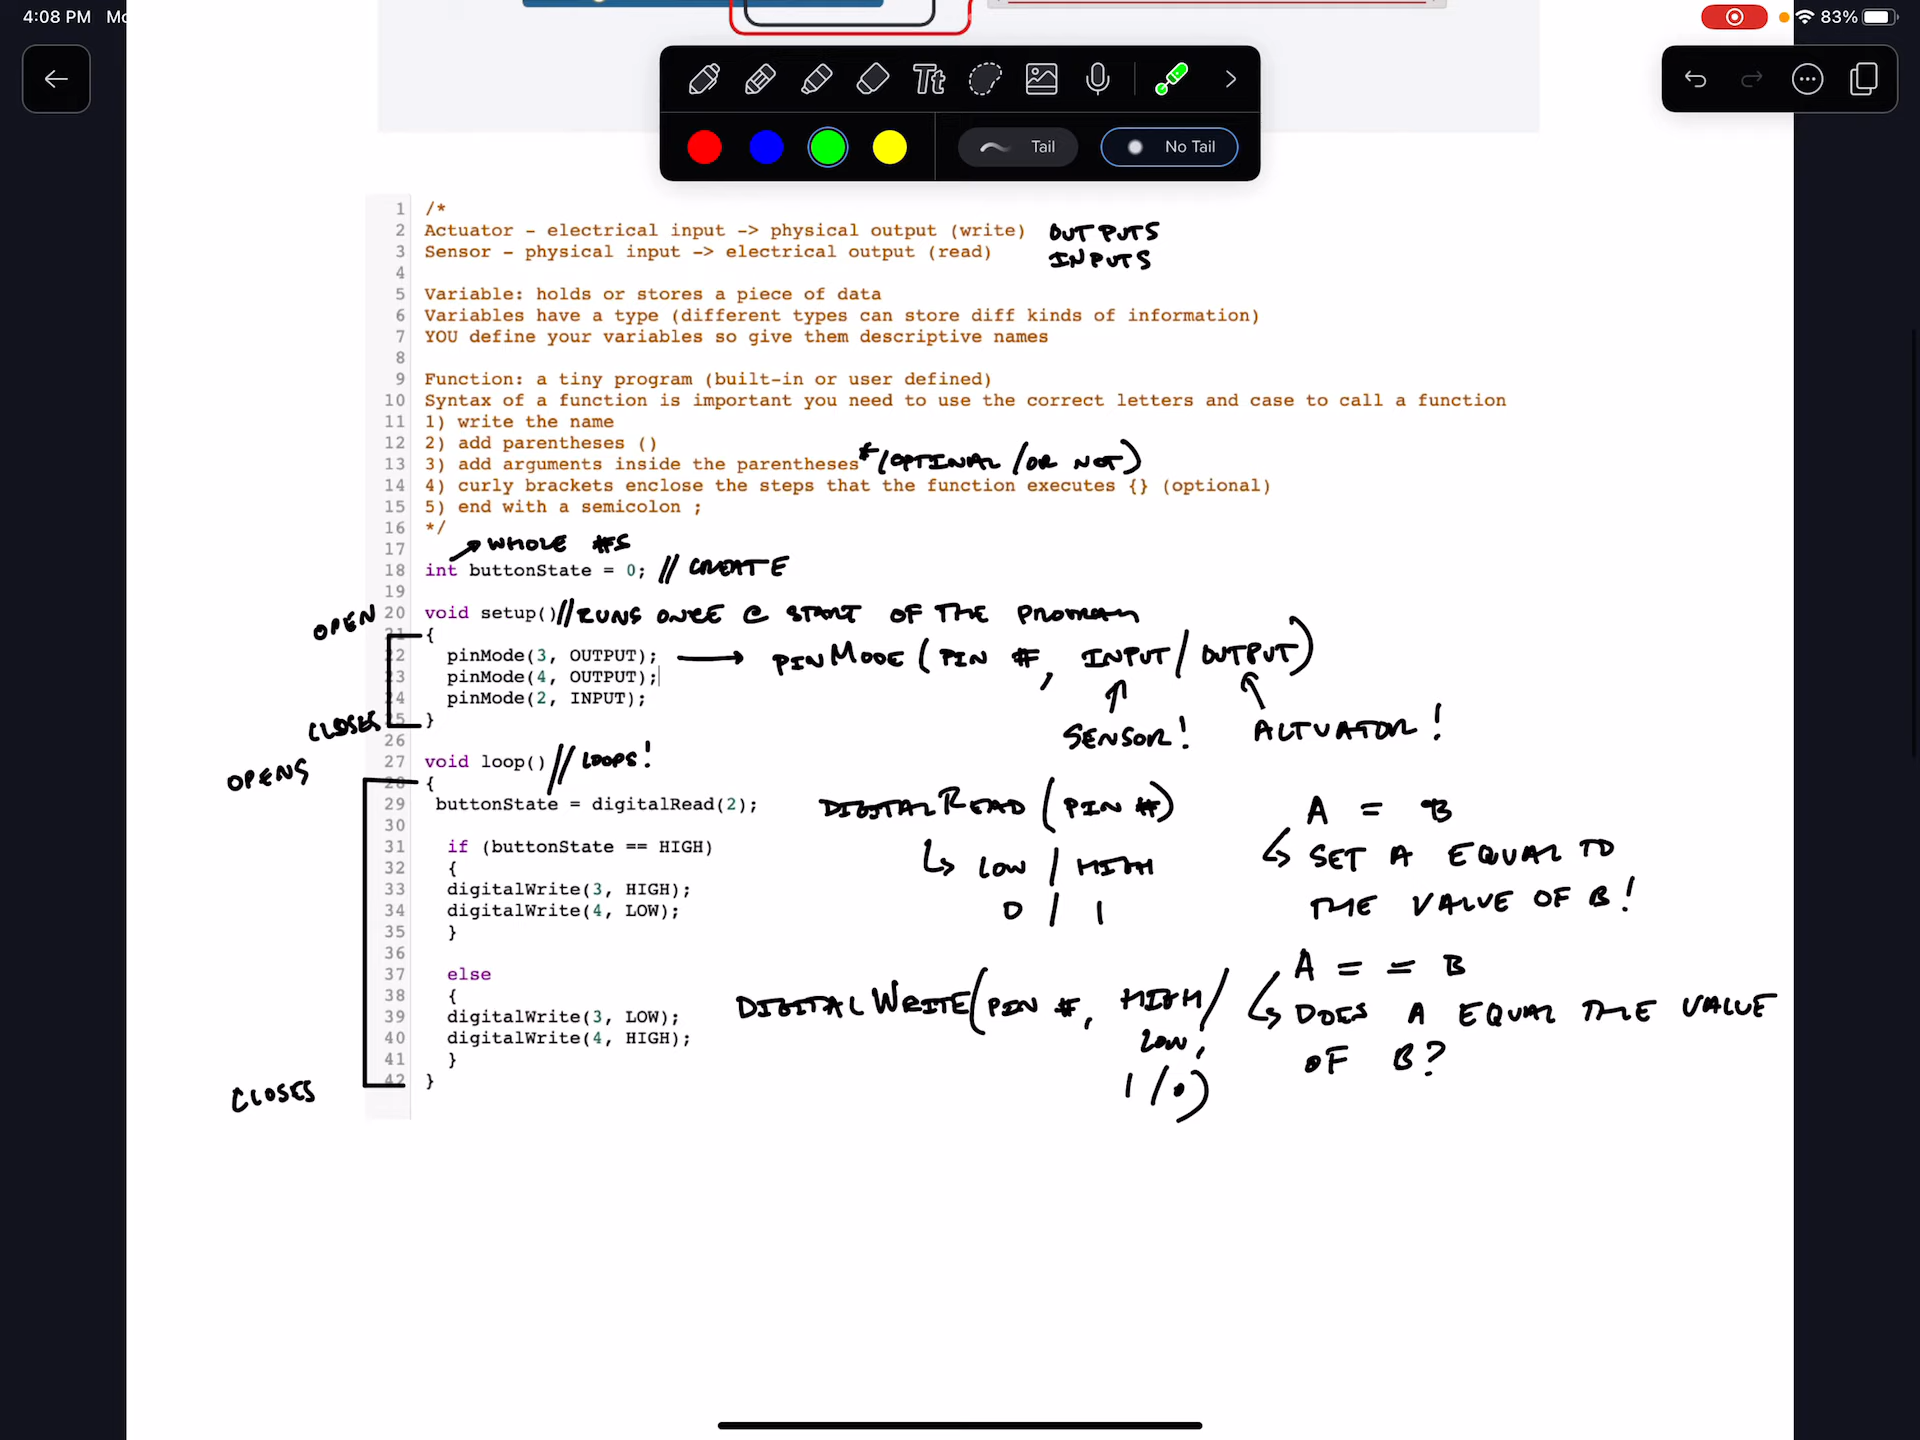 4:08 PM Mo
83%
Tt
Tail
No Tail
1 /*
2 Actuator - electrical input -> physical output (write) OUTPUTS
3 Sensor - physical input -> electrical output (read) INPUTS
4
5 Variable: holds or stores a piece of data
6 Variables have a type (different types can store diff kinds of information)
7 YOU define your variables so give them descriptive names
8
9 Function: a tiny program (built-in or user defined)
10 Syntax of a function is important you need to use the correct letters and case to call a function
11 1) write the name
12 2) add parentheses ()
13 3) add arguments inside the parentheses * (OPTINAL / OR NOT)
14 4) curly brackets enclose the steps that the function executes {} (optional)
15 5) end with a semicolon ;
16 */
17 → WHOLE #S
18 int buttonState = 0; // CREATE
19
OPEN 20 void setup() // RUNS ONCE @ START OF THE PROGRAM
21 {
22 pinMode(3, OUTPUT); → PINMODE (PIN #, INPUT / OUTPUT)
23 pinMode(4, OUTPUT);
24 pinMode(2, INPUT);
SENSOR! ACTUATOR!
CLOSES 25 }
26
27 void loop() // LOOPS!
OPENS 28 {
29 buttonState = digitalRead(2); DIGITALREAD (PIN #) A = B
30
31 if (buttonState == HIGH) ↳ LOW / HIGH ↳ SET A EQUAL TO
32 {
33 digitalWrite(3, HIGH); 0 / 1 THE VALUE OF B!
34 digitalWrite(4, LOW);
35 }
36
37 else A == B
38 {
39 digitalWrite(3, LOW); DIGITALWRITE (PIN #, HIGH / ↳ DOES A EQUAL THE VALUE
40 digitalWrite(4, HIGH); LOW, OF B?
41 } 1 / 0)
CLOSES 42 }